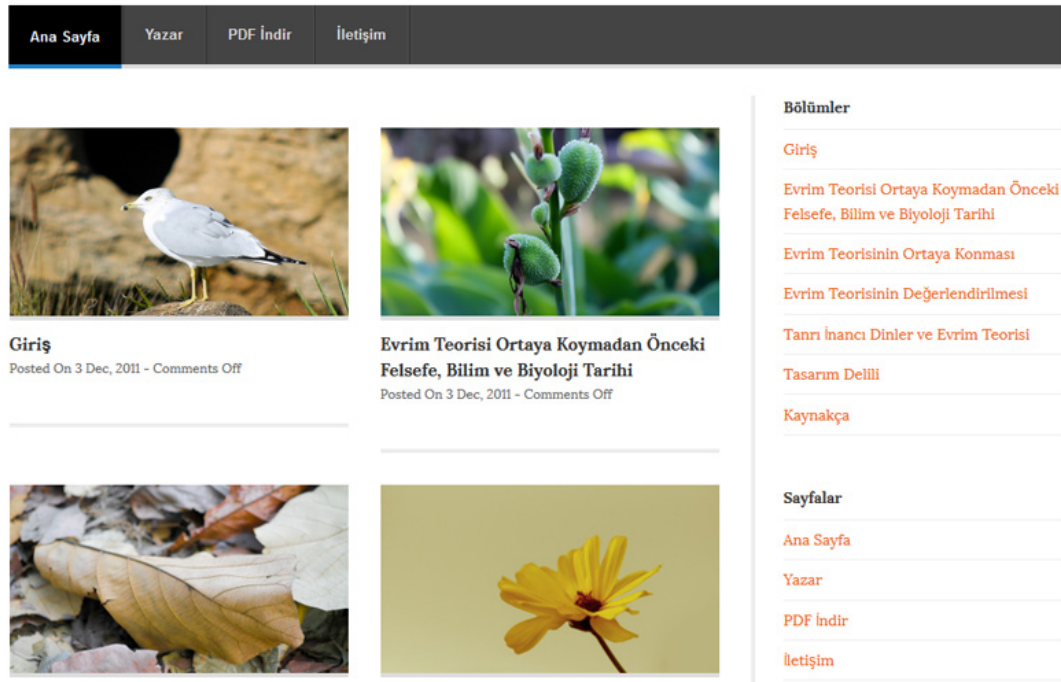 Ana Sayfa
Yazar
PDF İndir
İletişim
Giriş
Posted On 3 Dec, 2011 - Comments Off
Evrim Teorisi Ortaya Koymadan Önceki
Felsefe, Bilim ve Biyoloji Tarihi
Posted On 3 Dec, 2011 - Comments Off
Bölümler
Giriş
Evrim Teorisi Ortaya Koymadan Önceki
Felsefe, Bilim ve Biyoloji Tarihi
Evrim Teorisinin Ortaya Konması
Evrim Teorisinin Değerlendirilmesi
Tanrı İnancı Dinler ve Evrim Teorisi
Tasarım Delili
Kaynakça
Sayfalar
Ana Sayfa
Yazar
PDF İndir
İletişim